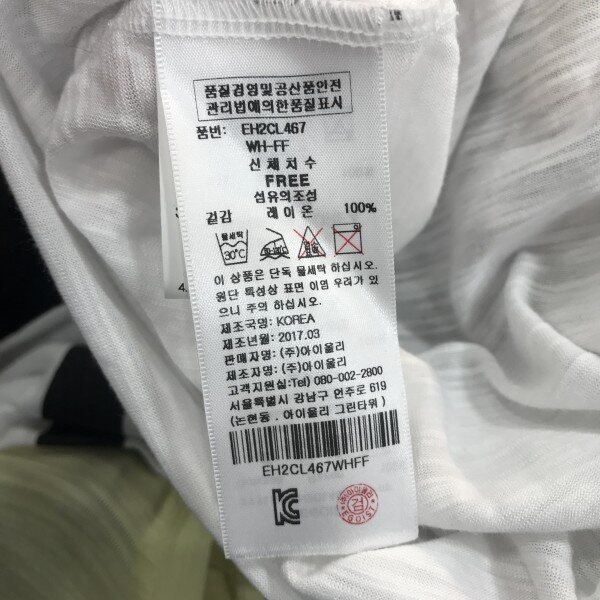 품질경영및공산품안전
관리법에의한품질표시
품번: EH2CL467
WH-FF
신체치수
FREE
섬유의조성
겉감 레이온 100%
물세탁
30℃
이 상품은 단독 물세탁 하십시오.
원단 특성상 표면 이염 우려가 있
으니 주의 하십시오.
제조국명: KOREA
제조년월: 2017.03
판매자명: (주)아이올리
제조자명: (주)아이올리
고객지원실:Tel) 080-002-2800
서울특별시 강남구 언주로 619
(논현동. 아이올리 그린타워)
EH2CL467WHFF
(주)아이올리
검
EGOIST